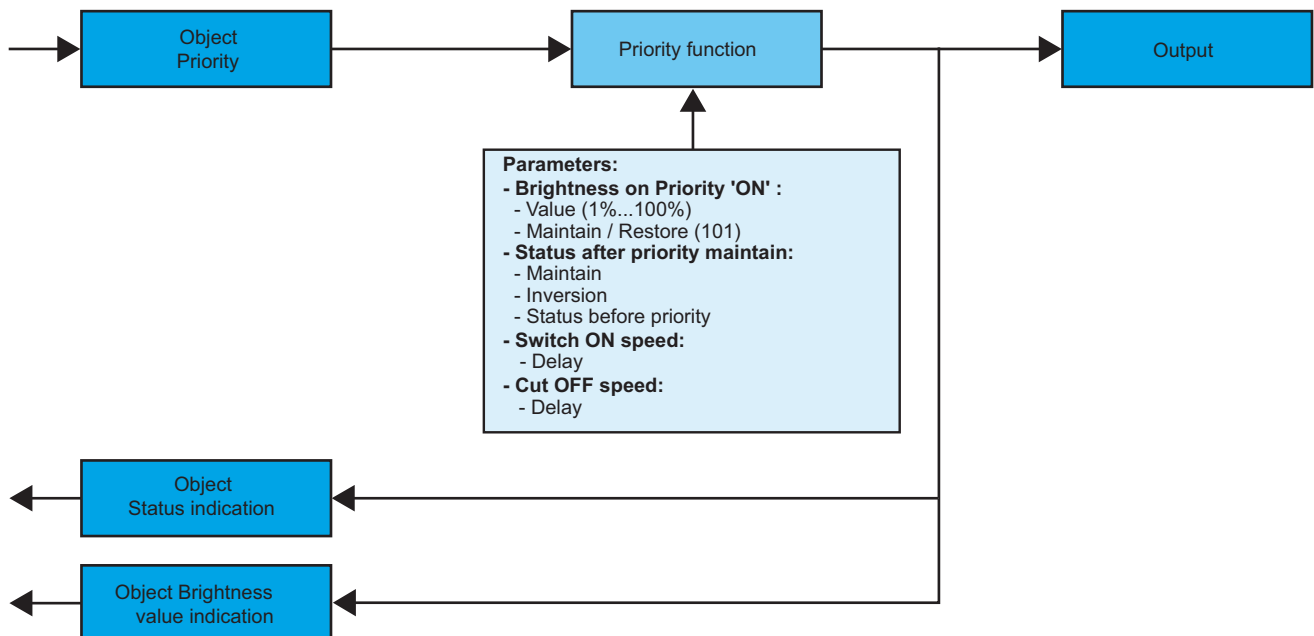 Object
Priority
Priority function
Output
Parameters:
- Brightness on Priority 'ON' :
- Value (1%...100%)
- Maintain / Restore (101)
- Status after priority maintain:
- Maintain
- Inversion
- Status before priority
- Switch ON speed:
- Delay
- Cut OFF speed:
- Delay
Object
Status indication
Object Brightness
value indication